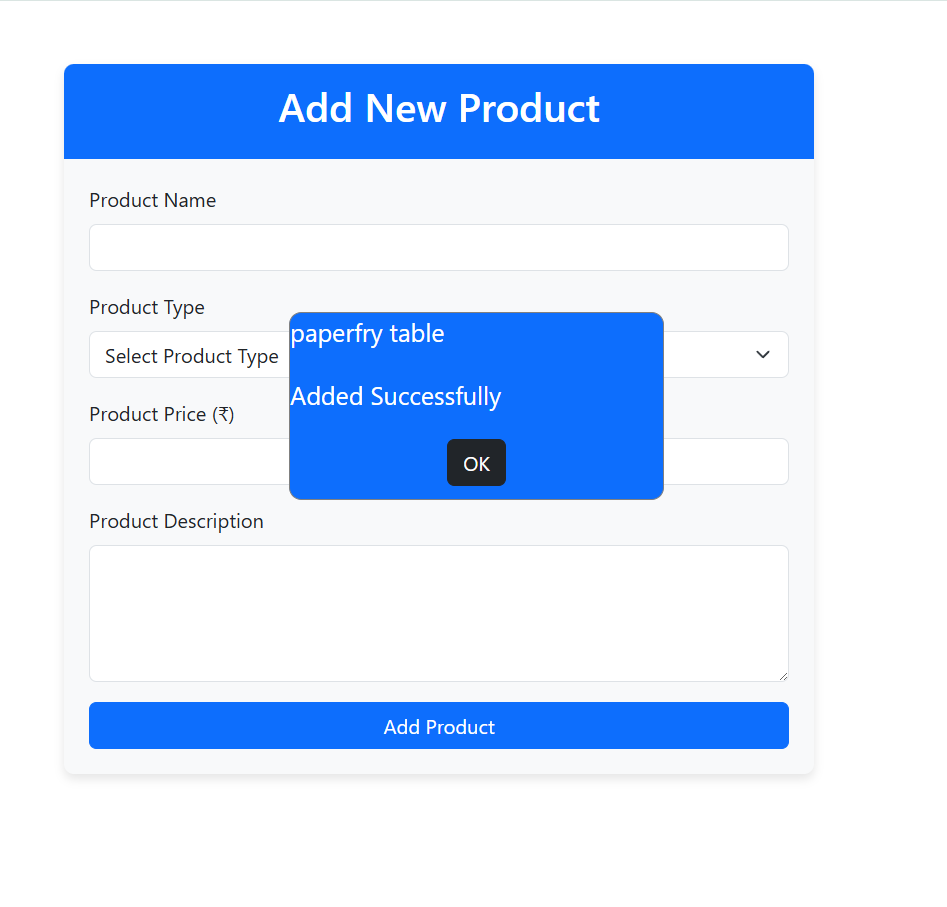 Add New Product
Product Name
Product Type
Select Product Type
paperfry table
Added Successfully
OK
Product Price (₹)
Product Description
Add Product